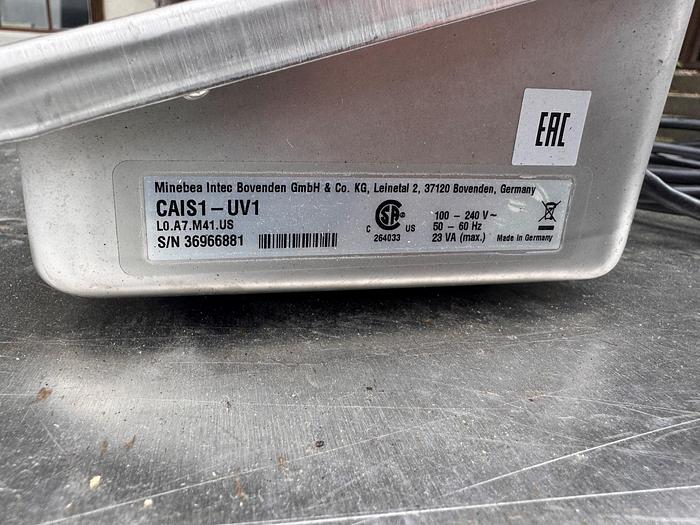 EAC
Minebea Intec Bovenden GmbH & Co. KG, Leinetal 2, 37120 Bovenden, Germany
CAIS1-UV1
L0.A7.M41.US
S/N 36966881
C SA US
264033
100 - 240 V~
50 - 60 Hz
23 VA (max.)
Made in Germany